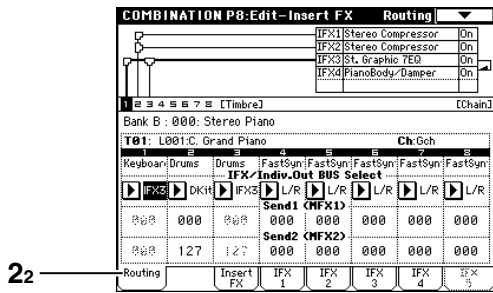 COMBINATION P8:Edit-Insert FX Routing
IFX1 Stereo Compressor On
IFX2 Stereo Compressor On
IFX3 St. Graphic 7EQ On
IFX4 PianoBody/Damper On
1 2 3 4 5 6 7 8 [Timbre] [Chain]
Bank B : 000: Stereo Piano
T01: L001:C. Grand Piano Ch:Gch
1 2 3 4 5 6 7 8
Keyboar Drums Drums FastSyn FastSyn FastSyn FastSyn FastSyn
IFX/Indiv.Out BUS Select
IFX3 DKit IFX3 L/R L/R L/R L/R L/R
Send1 (MFX1)
000 000 000 000 000 000 000 000
Send2 (MFX2)
000 127 127 000 000 000 000 000
22
Routing Insert FX IFX 1 IFX 2 IFX 3 IFX 4 IFX 5